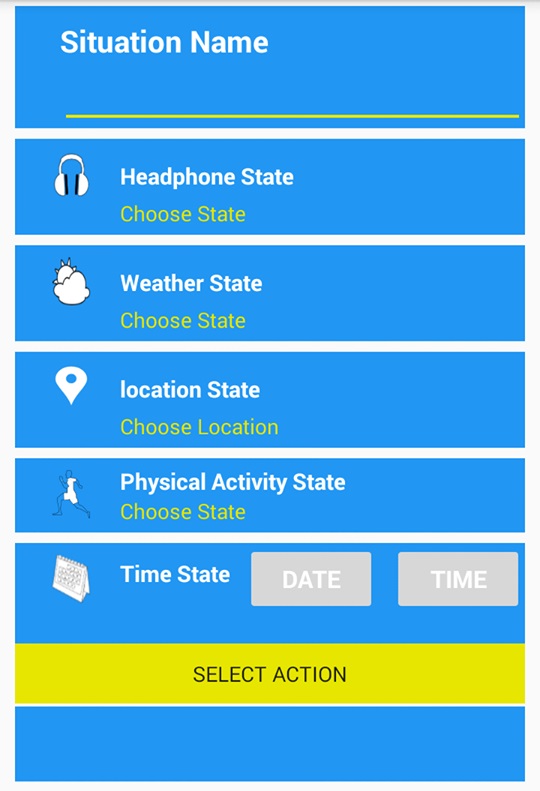 Situation Name
Headphone State
Choose State
Weather State
Choose State
location State
Choose Location
Physical Activity State
Choose State
Time State DATE TIME
SELECT ACTION